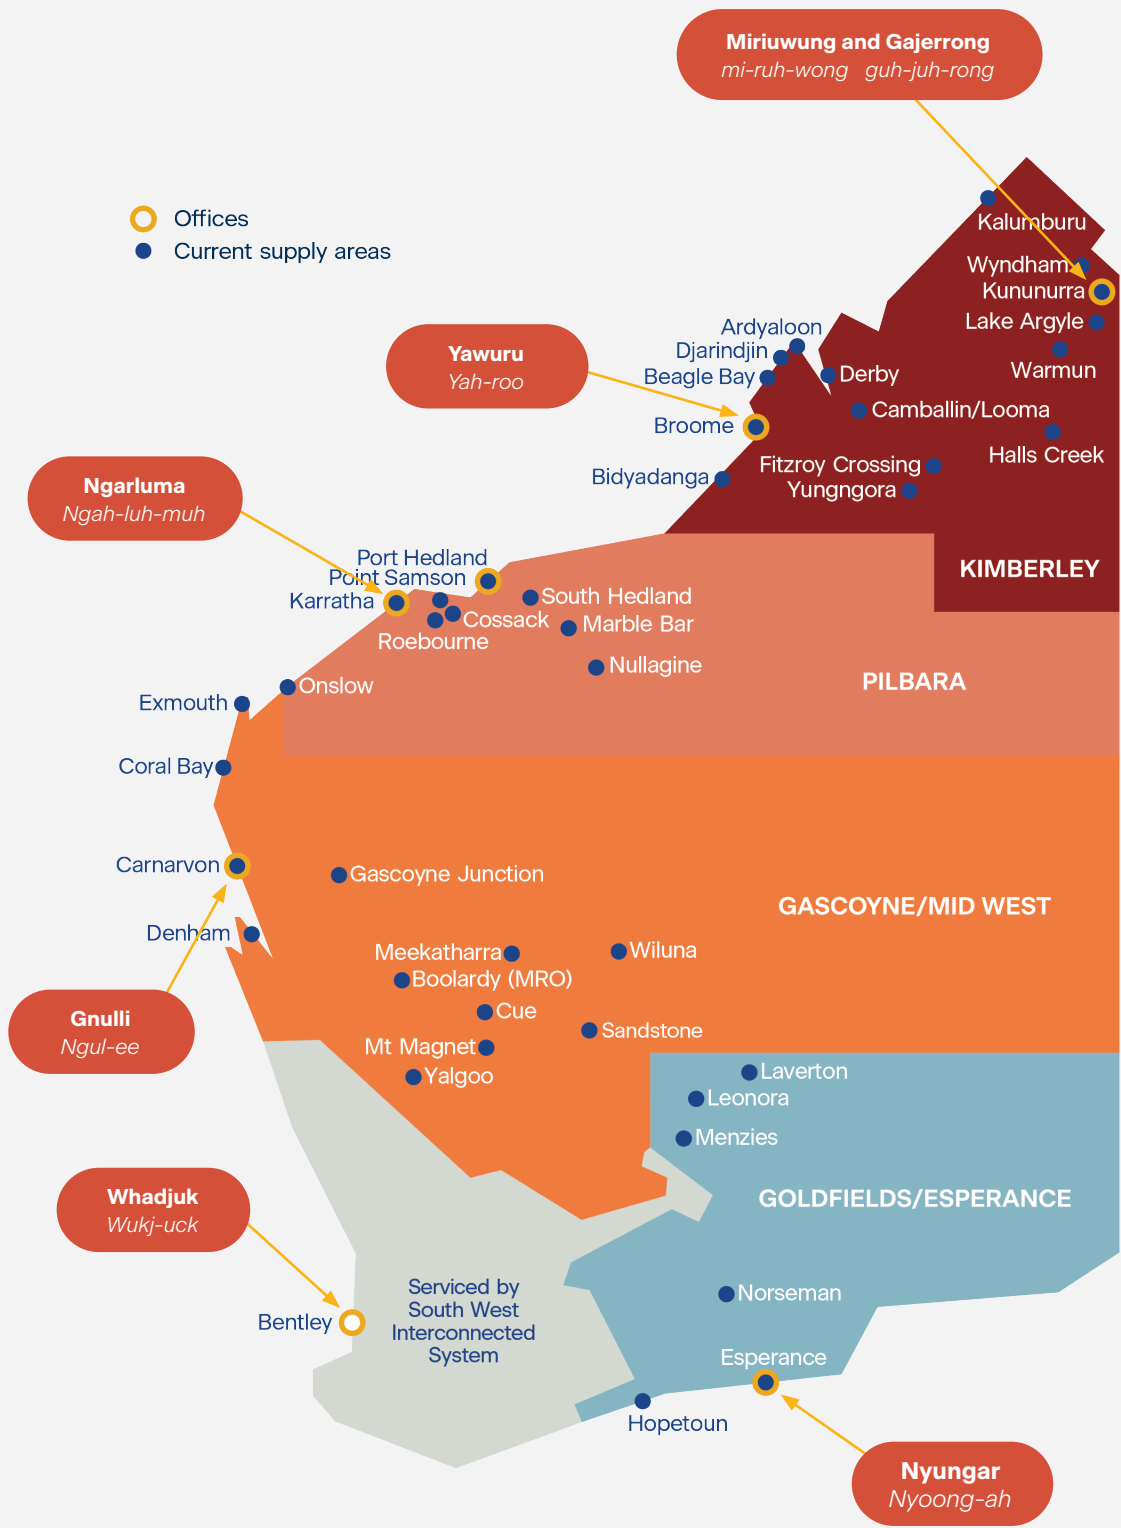 Miriuwung and Gajerrong
mi-ruh-wong guh-juh-rong
Offices
Current supply areas
Kalumburu
Wyndham
Kununurra
Lake Argyle
Warmun
Ardyaloon
Djarindjin
Beagle Bay
Derby
Yawuru
Yah-roo
Camballin/Looma
Broome
Halls Creek
Fitzroy Crossing
Bidyadanga
Yungngora
Ngarluma
Ngah-luh-muh
KIMBERLEY
Port Hedland
Point Samson
Karratha
South Hedland
Cossack
Marble Bar
Roebourne
Nullagine
PILBARA
Onslow
Exmouth
Coral Bay
Carnarvon
Gascoyne Junction
GASCOYNE/MID WEST
Denham
Meekatharra
Wiluna
Boolardy (MRO)
Cue
Gnulli
Ngul-ee
Sandstone
Mt Magnet
Yalgoo
Laverton
Leonora
Menzies
Whadjuk
Wukj-uck
GOLDFIELDS/ESPERANCE
Serviced by
South West
Interconnected
System
Norseman
Bentley
Esperance
Hopetoun
Nyungar
Nyoong-ah